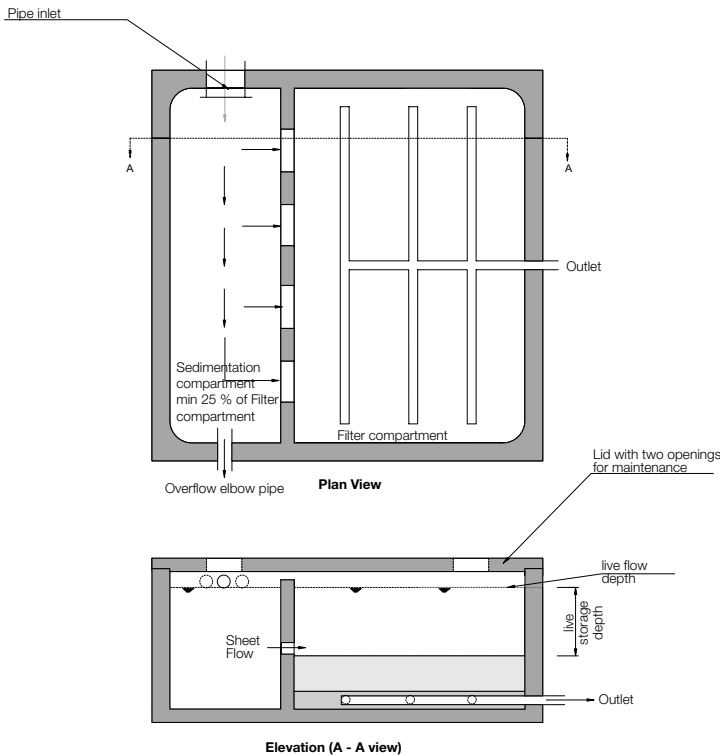 Pipe inlet
A
A
Outlet
Sedimentation
compartment
min 25 % of Filter
compartment
Filter compartment
Overflow elbow pipe
Plan View
Lid with two openings
for maintenance
live flow
depth
live
storage
depth
Sheet
Flow
Outlet
Elevation (A - A view)